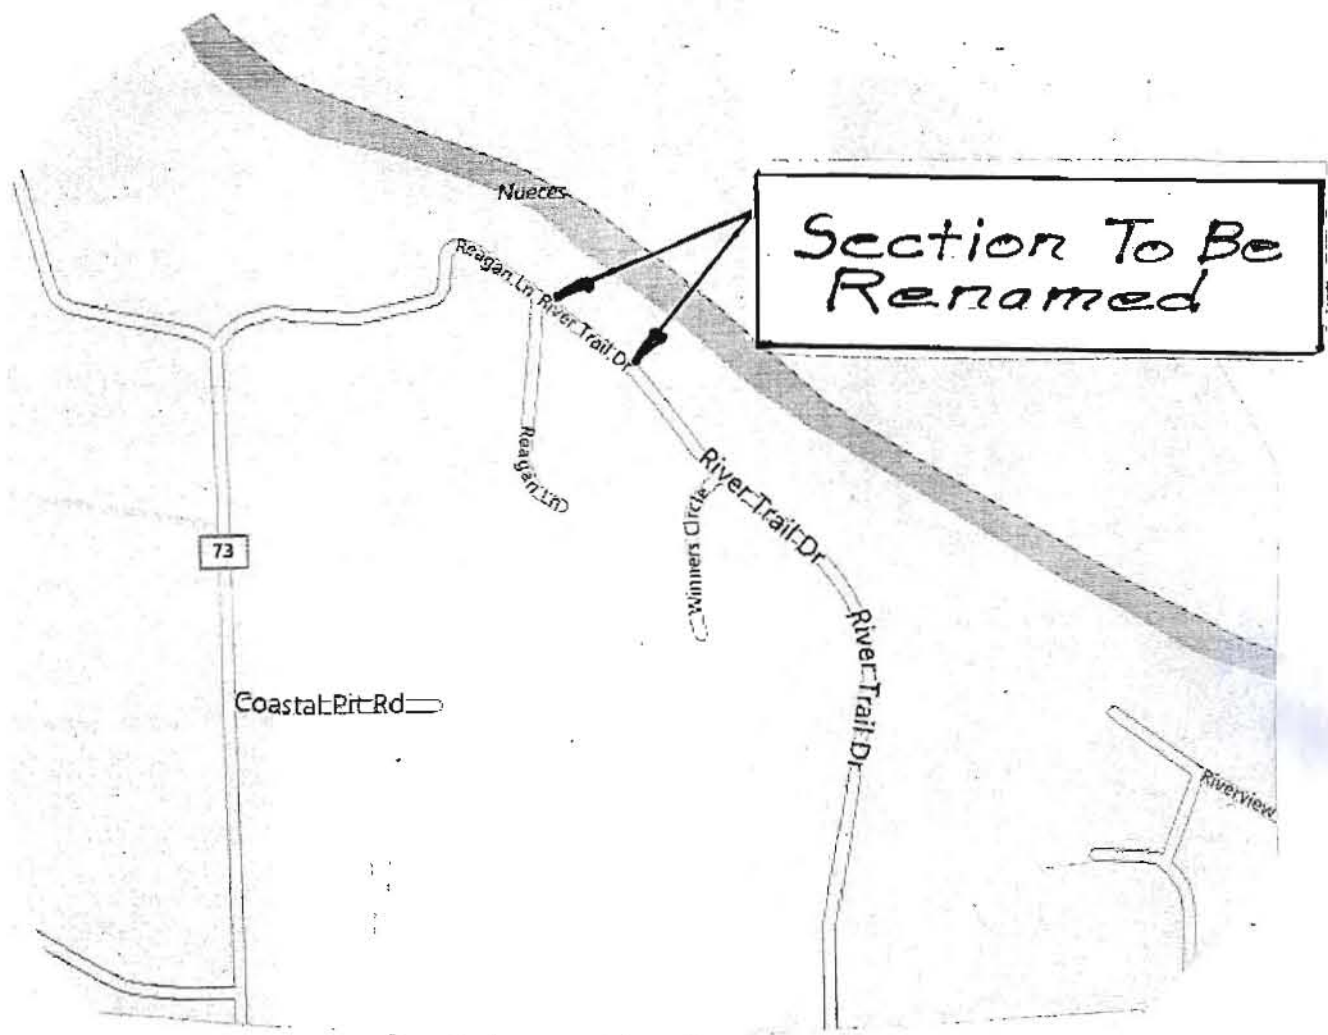 Nueces
Section To Be
Renamed
Reagan Ln
River Trail Dr
Reagan Ln
River Trail Dr
Winners Circle
73
River Trail Dr
Coastal Pit Rd
Riverview